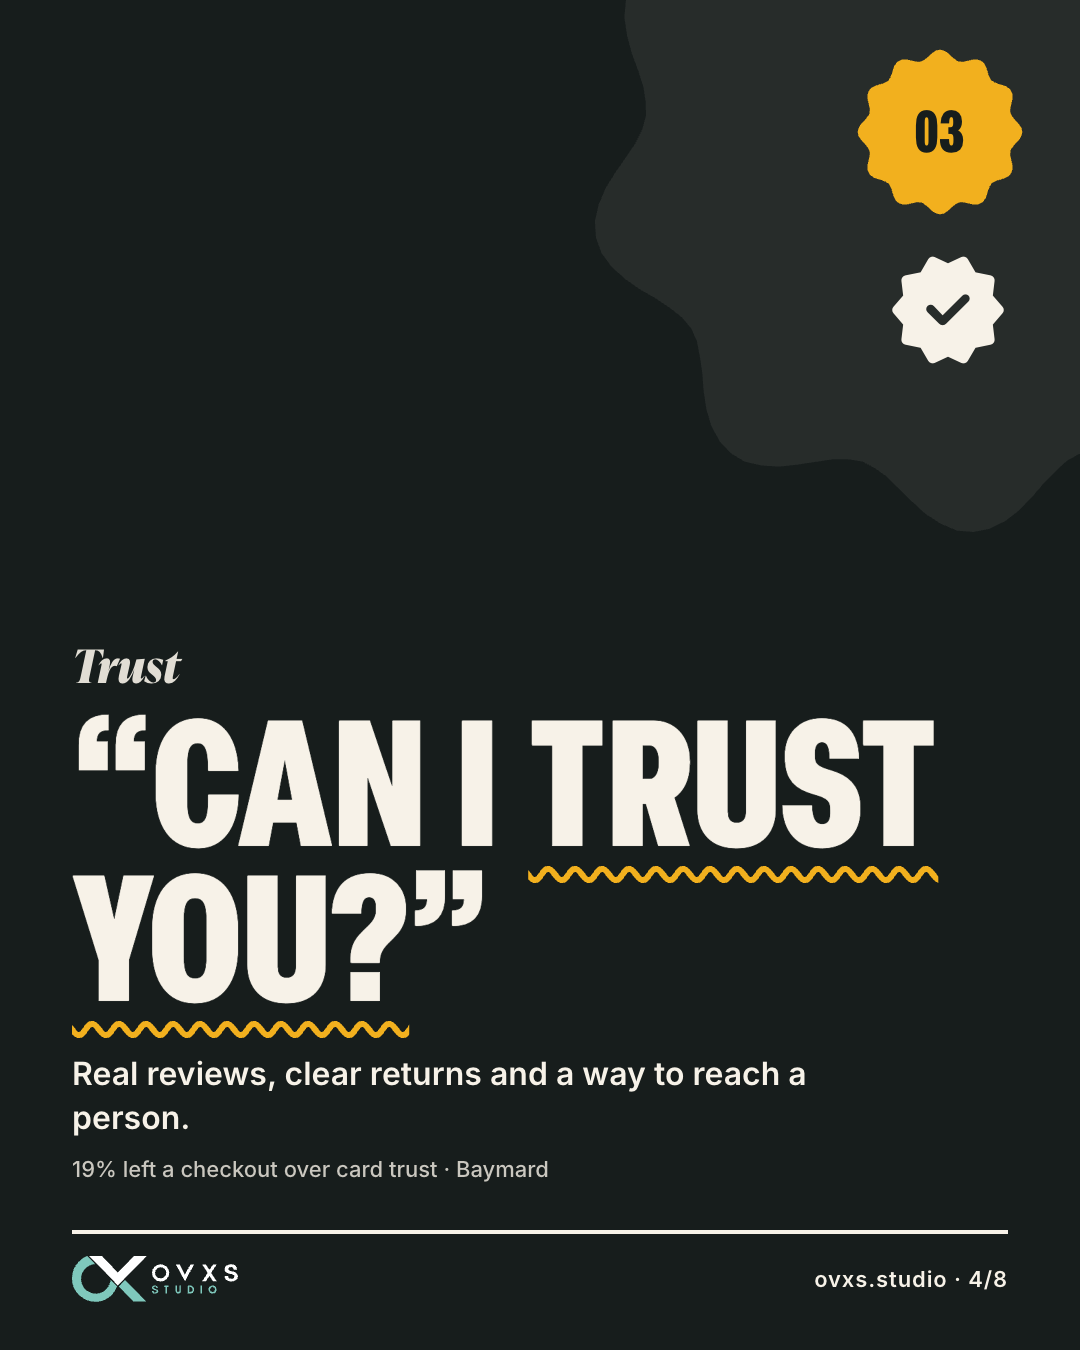 03
Trust
“CAN I TRUST
YOU?”
Real reviews, clear returns and a way to reach a
person.
19% left a checkout over card trust · Baymard
OVXS
STUDIO
ovxs.studio · 4/8